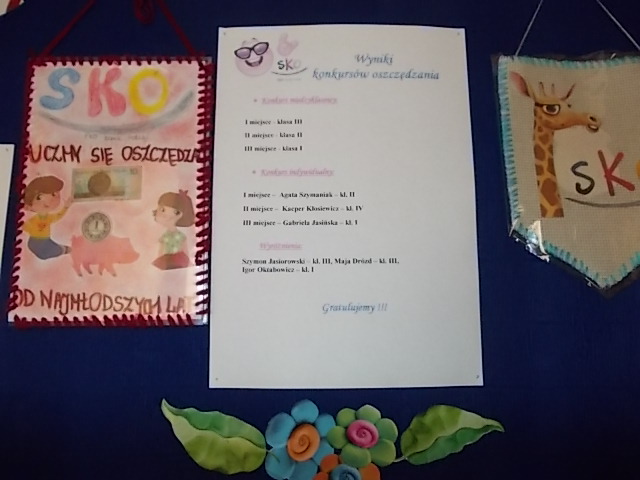 SKO
UCZMY SIĘ OSZCZĘDZA
OD NAJMŁODSZYCH LAT
SKO
Wyniki
konkursów oszczędzania
Konkurs międzyklasowy
I miejsce - klasa III
II miejsce - klasa II
III miejsce - klasa I
Konkurs indywidualny
I miejsce – Agata Szymaniak – kl. II
II miejsce – Kacper Kłosiewicz – kl. IV
III miejsce – Gabriela Jasińska – kl. I
Wyróżnienia:
Szymon Jasiorowski – kl. III, Maja Drózd – kl. III,
Igor Oktabowicz – kl. I
Gratulujemy !!!
SKO